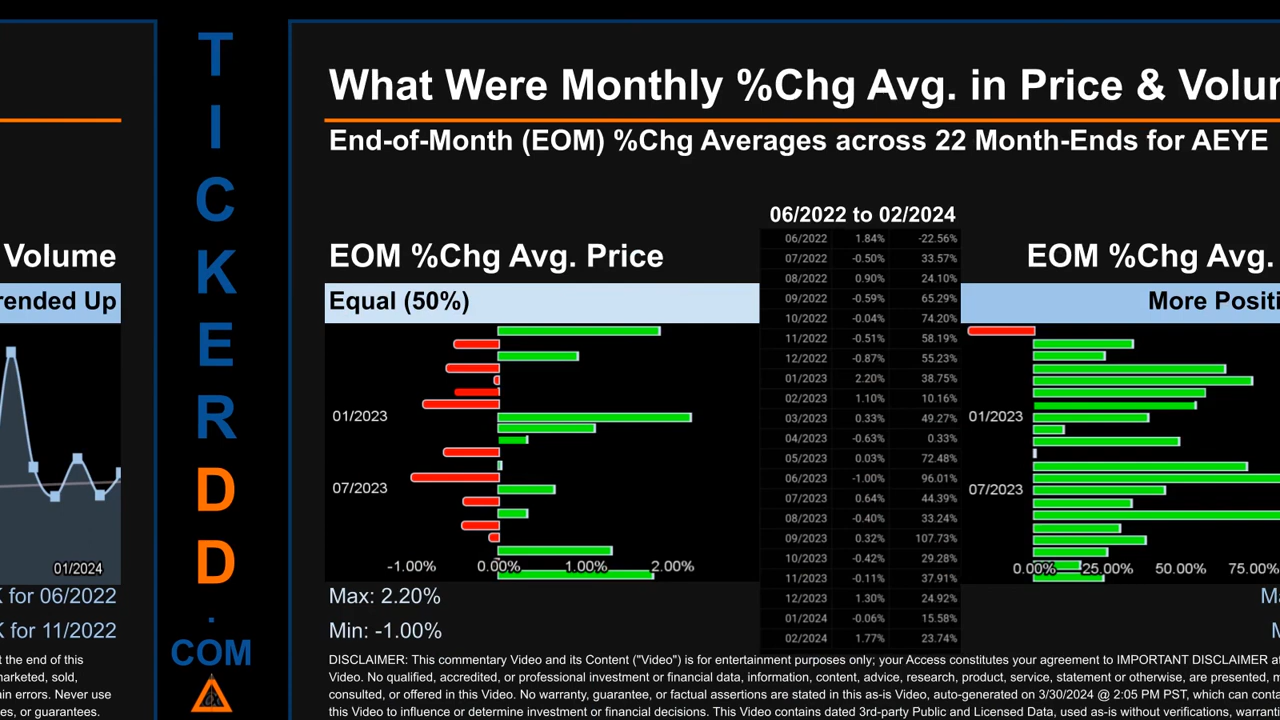 T
I
C
K
E
R
D
D
.
COM
Volume
rended Up
01/2024
K for 06/2022
K for 11/2022
t the end of this
marketed, sold,
in errors. Never use
es, or guarantees.
What Were Monthly %Chg Avg. in Price & Volu
End-of-Month (EOM) %Chg Averages across 22 Month-Ends for AEYE
EOM %Chg Avg. Price
Equal (50%)
01/2023
07/2023
-1.00% 0.00% 1.00% 2.00%
Max: 2.20%
Min: -1.00%
06/2022 to 02/2024
06/2022 1.84% -22.56%
07/2022 -0.50% 33.57%
08/2022 0.90% 24.10%
09/2022 -0.59% 65.29%
10/2022 -0.04% 74.20%
11/2022 -0.51% 58.19%
12/2022 -0.87% 55.23%
01/2023 2.20% 38.75%
02/2023 1.10% 10.16%
03/2023 0.33% 49.27%
04/2023 -0.63% 0.33%
05/2023 0.03% 72.48%
06/2023 -1.00% 96.01%
07/2023 0.64% 44.39%
08/2023 -0.40% 33.24%
09/2023 0.32% 107.73%
10/2023 -0.42% 29.28%
11/2023 -0.11% 37.91%
12/2023 1.30% 24.92%
01/2024 -0.06% 15.58%
02/2024 1.77% 23.74%
EOM %Chg Avg.
More Positi
01/2023
07/2023
0.00% 25.00% 50.00% 75.00%
Ma
M
DISCLAIMER: This commentary Video and its Content ("Video") is for entertainment purposes only; your Access constitutes your agreement to IMPORTANT DISCLAIMER at
Video. No qualified, accredited, or professional investment or financial data, information, content, advice, research, product, service, statement or otherwise, are presented, m
consulted, or offered in this Video. No warranty, guarantee, or factual assertions are stated in this as-is Video, auto-generated on 3/30/2024 @ 2:05 PM PST, which can conta
this Video to influence or determine investment or financial decisions. This Video contains dated 3rd-party Public and Licensed Data, used as-is without verifications, warranti